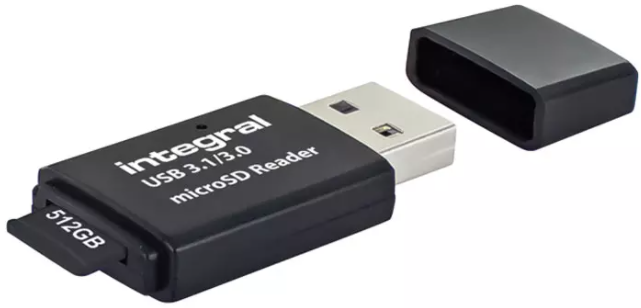 integral
USB 3.1/3.0
microSD Reader
512GB